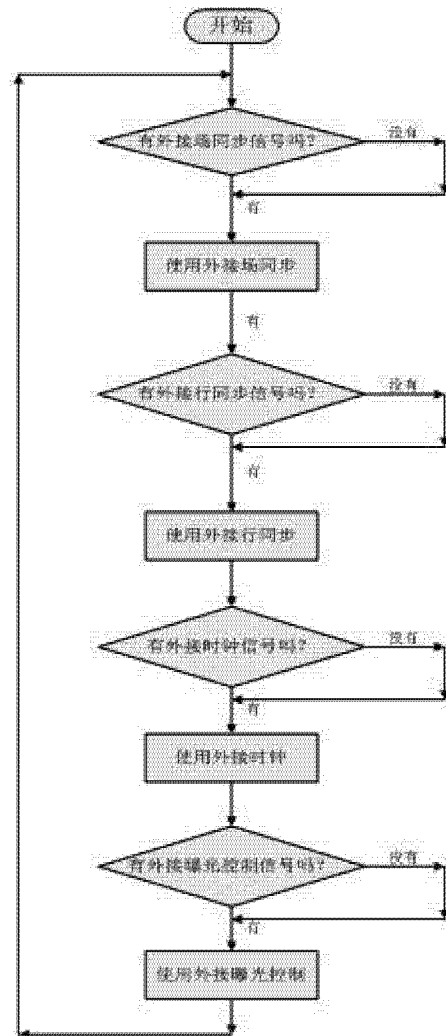 开始
有外接场同步信号吗?
没有
有
使用外接场同步
有
有外接行同步信号吗?
没有
有
使用外接行同步
有外接时钟信号吗?
没有
有
使用外接时钟
有外接曝光控制信号吗?
没有
有
使用外接曝光控制